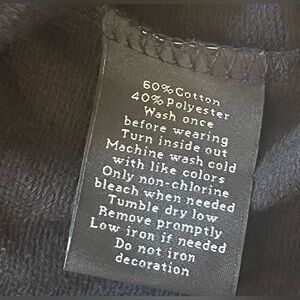 60% Cotton
40% Polyester
Wash once
before wearing
Turn inside out
Machine wash cold
with like colors
Only non-chlorine
bleach when needed
Tumble dry low
Remove promptly
Low iron if needed
Do not iron
decoration